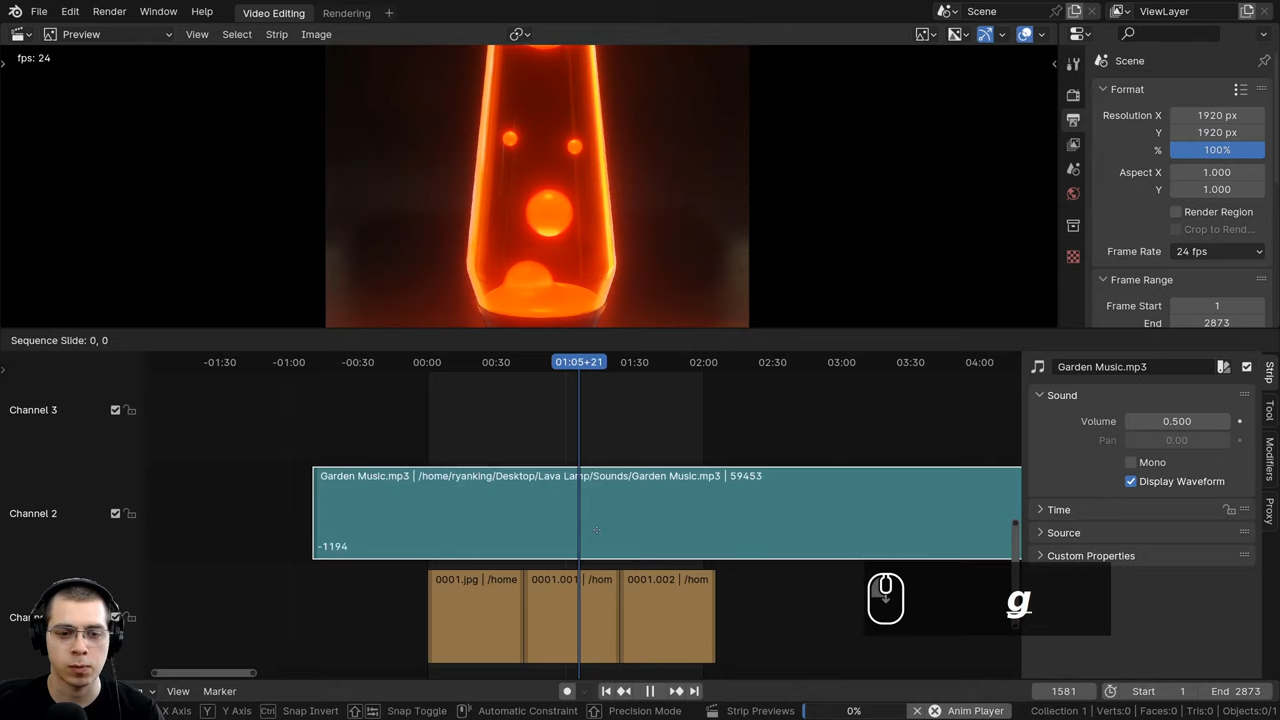 File Edit Render Window Help Video Editing Rendering + Scene ViewLayer
Preview View Select Strip Image
fps: 24
Scene
Format
Resolution X 1920 px
Y 1920 px
% 100%
Aspect X 1.000
Y 1.000
Render Region
Crop to Rend...
Frame Rate 24 fps
Frame Range
Frame Start 1
End 2873
Sequence Slide: 0, 0
-01:30 -01:00 -00:30 00:00 00:30 01:05+21 01:30 02:00 02:30 03:00 03:30 04:00
Garden Music.mp3
Strip
Tool
Modifiers
Proxy
Sound
Volume 0.500
Pan 0.00
Mono
Display Waveform
Time
Source
Custom Properties
Channel 3
Garden Music.mp3 | /home/ryanking/Desktop/Lava Lamp/Sounds/Garden Music.mp3 | 59453
Channel 2
-1194
0001.jpg | /home 0001.001 | /hom 0001.002 | /hom
g
View Marker 1581 Start 1 End 2873
X Axis Y Y Axis Ctrl Snap Invert Snap Toggle Automatic Constraint Precision Mode Strip Previews 0% Anim Player Collection 1 Verts:0 Faces:0 Tris:0 Objects:0/1